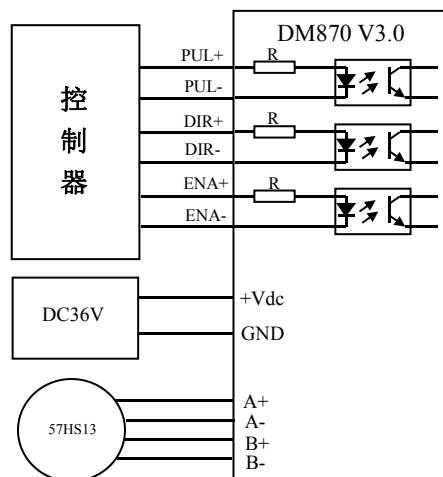 DM870 V3.0
控制器
PUL+
R
PUL-
DIR+
R
DIR-
ENA+
R
ENA-
DC36V
+Vdc
GND
57HS13
A+
A-
B+
B-